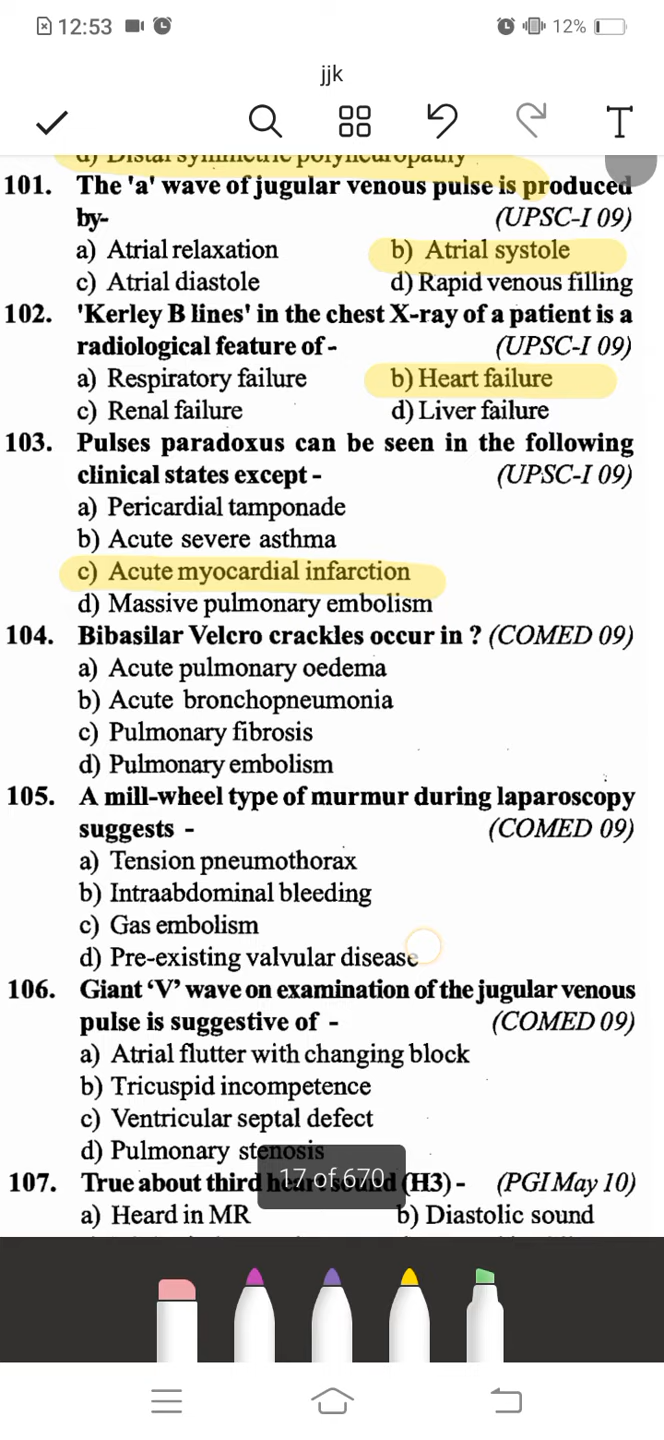 12:53
12%
jjk
T
d) Distal symmetric polyneuropathy
101. The 'a' wave of jugular venous pulse is produced
by- (UPSC-I 09)
a) Atrial relaxation b) Atrial systole
c) Atrial diastole d) Rapid venous filling
102. 'Kerley B lines' in the chest X-ray of a patient is a
radiological feature of - (UPSC-I 09)
a) Respiratory failure b) Heart failure
c) Renal failure d) Liver failure
103. Pulses paradoxus can be seen in the following
clinical states except - (UPSC-I 09)
a) Pericardial tamponade
b) Acute severe asthma
c) Acute myocardial infarction
d) Massive pulmonary embolism
104. Bibasilar Velcro crackles occur in ? (COMED 09)
a) Acute pulmonary oedema
b) Acute bronchopneumonia
c) Pulmonary fibrosis
d) Pulmonary embolism
105. A mill-wheel type of murmur during laparoscopy
suggests - (COMED 09)
a) Tension pneumothorax
b) Intraabdominal bleeding
c) Gas embolism
d) Pre-existing valvular disease
106. Giant ‘V’ wave on examination of the jugular venous
pulse is suggestive of - (COMED 09)
a) Atrial flutter with changing block
b) Tricuspid incompetence
c) Ventricular septal defect
d) Pulmonary stenosis
17 of 670
107. True about third heart sound (H3) - (PGI May 10)
a) Heard in MR b) Diastolic sound